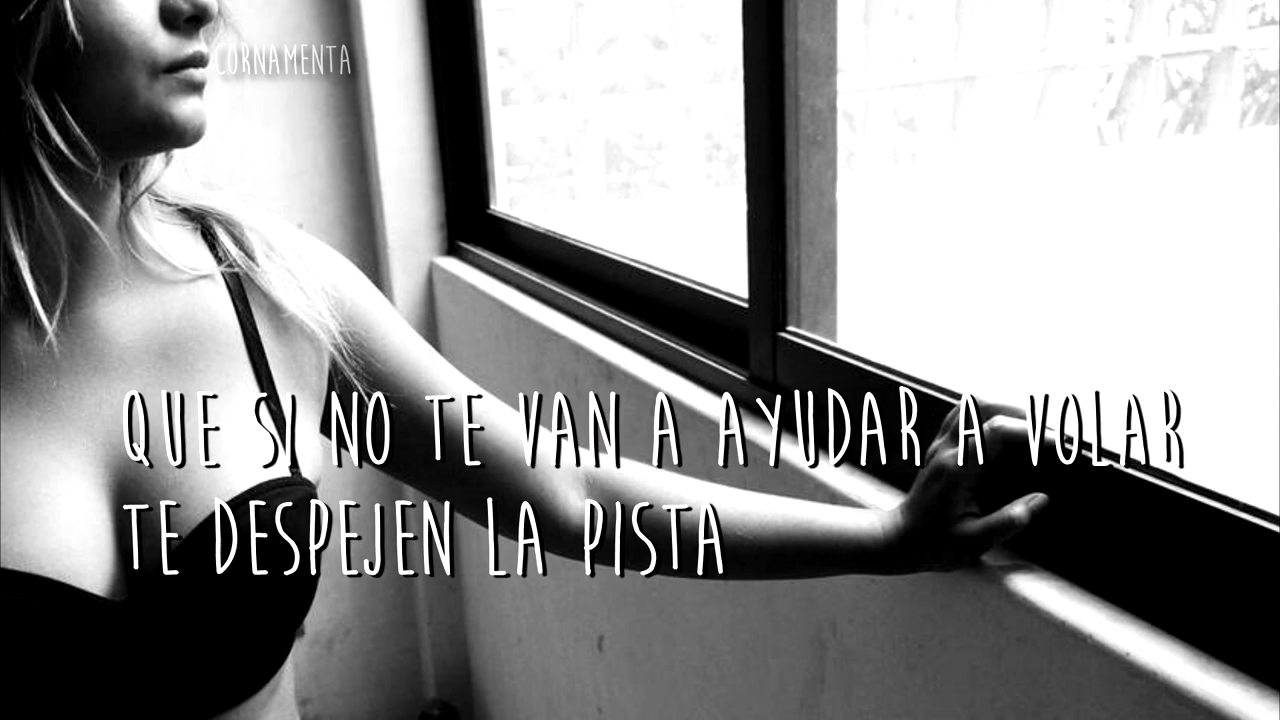 CORNAMENTA
QUE SI NO TE VAN A AYUDAR A VOLAR
TE DESPEJEN LA PISTA